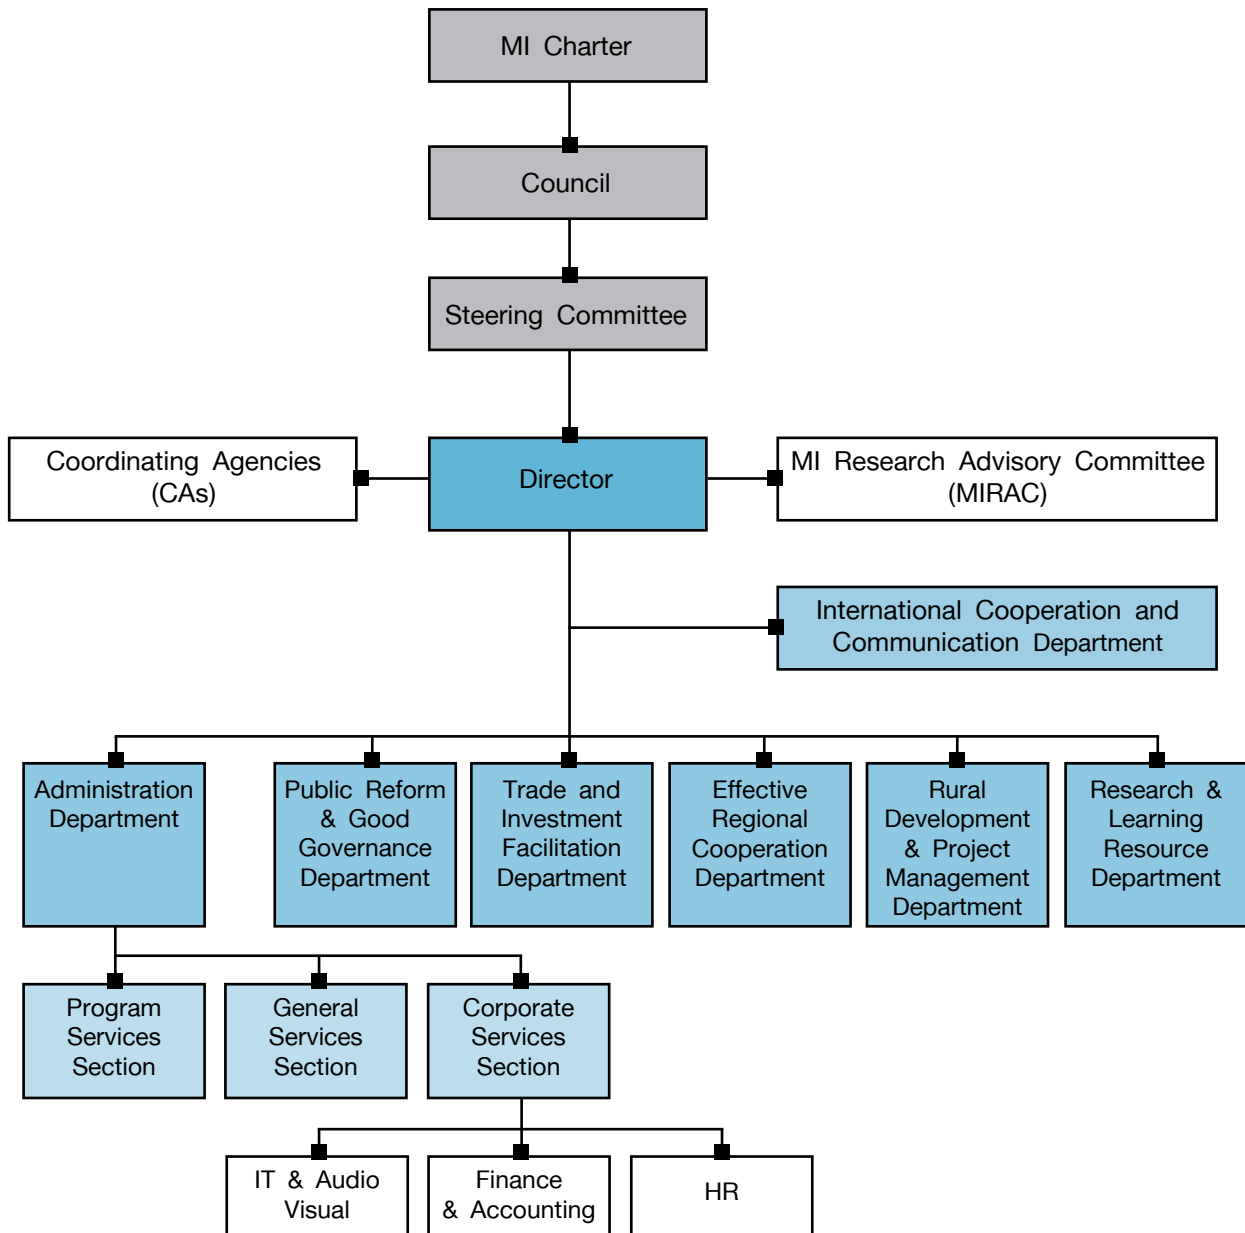 MI Charter
Council
Steering Committee
Coordinating Agencies
(CAs)
Director
MI Research Advisory Committee
(MIRAC)
International Cooperation and
Communication Department
Administration
Department
Public Reform
& Good
Governance
Department
Trade and
Investment
Facilitation
Department
Effective
Regional
Cooperation
Department
Rural
Development
& Project
Management
Department
Research &
Learning
Resource
Department
Program
Services
Section
General
Services
Section
Corporate
Services
Section
IT & Audio
Visual
Finance
& Accounting
HR